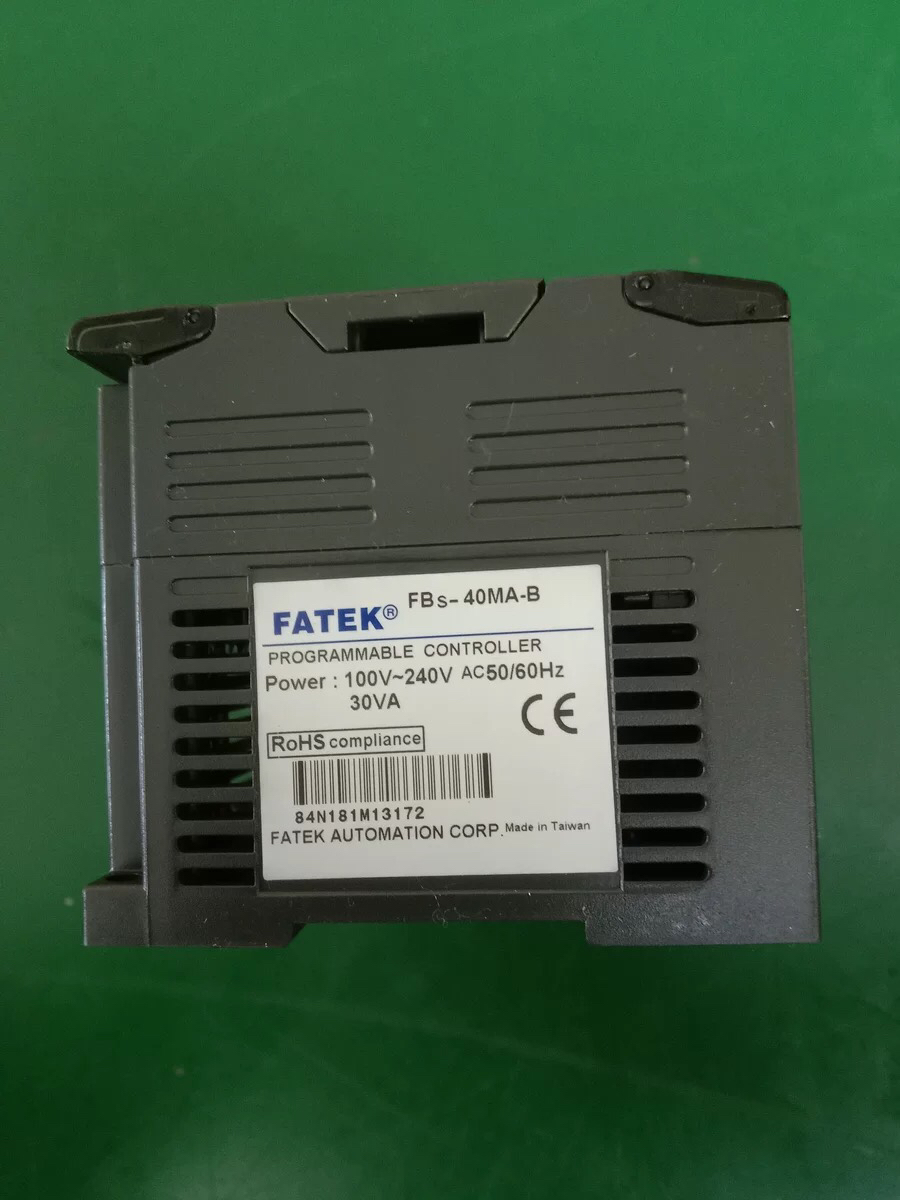 FATEK® FBs-40MA-B
PROGRAMMABLE CONTROLLER
Power : 100V~240V AC50/60Hz
30VA
CE
RoHS compliance
84N181M13172
FATEK AUTOMATION CORP. Made in Taiwan